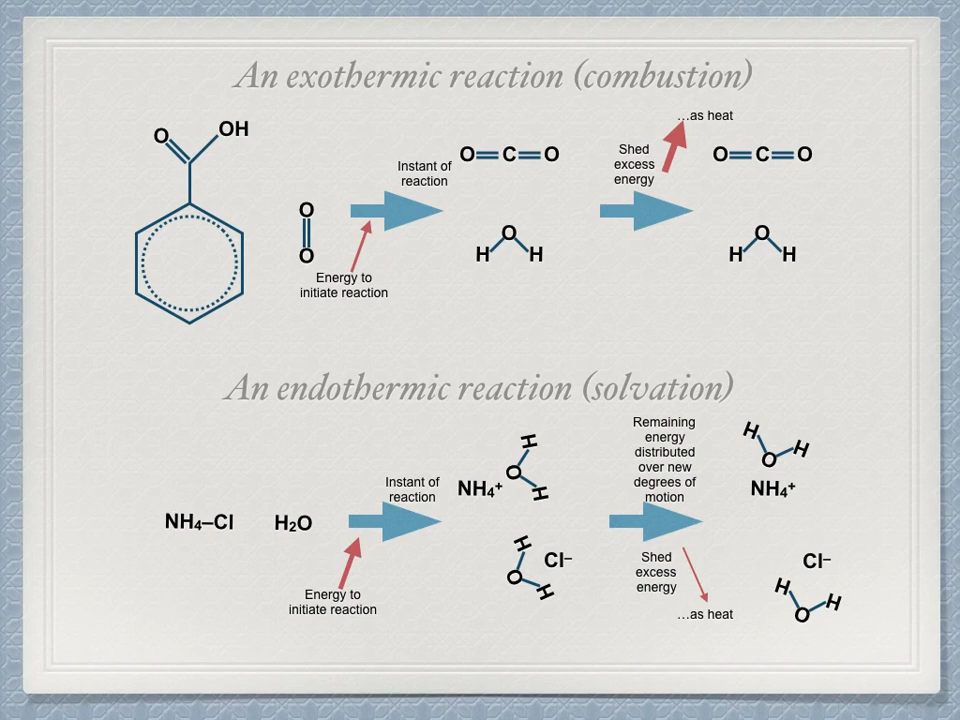 An exothermic reaction (combustion)
…as heat
O
OH
O=C=O
Instant of
reaction
Shed
excess
energy
O=C=O
O
O
O
H H
O
H H
Energy to
initiate reaction
An endothermic reaction (solvation)
Remaining
energy
distributed
over new
degrees of
motion
H
O
H
Instant of
reaction
NH₄⁺
H
H
O
NH₄⁺
NH₄–Cl
H₂O
H
O
H
Cl⁻
Energy to
initiate reaction
Shed
excess
energy
…as heat
Cl⁻
H
H
O